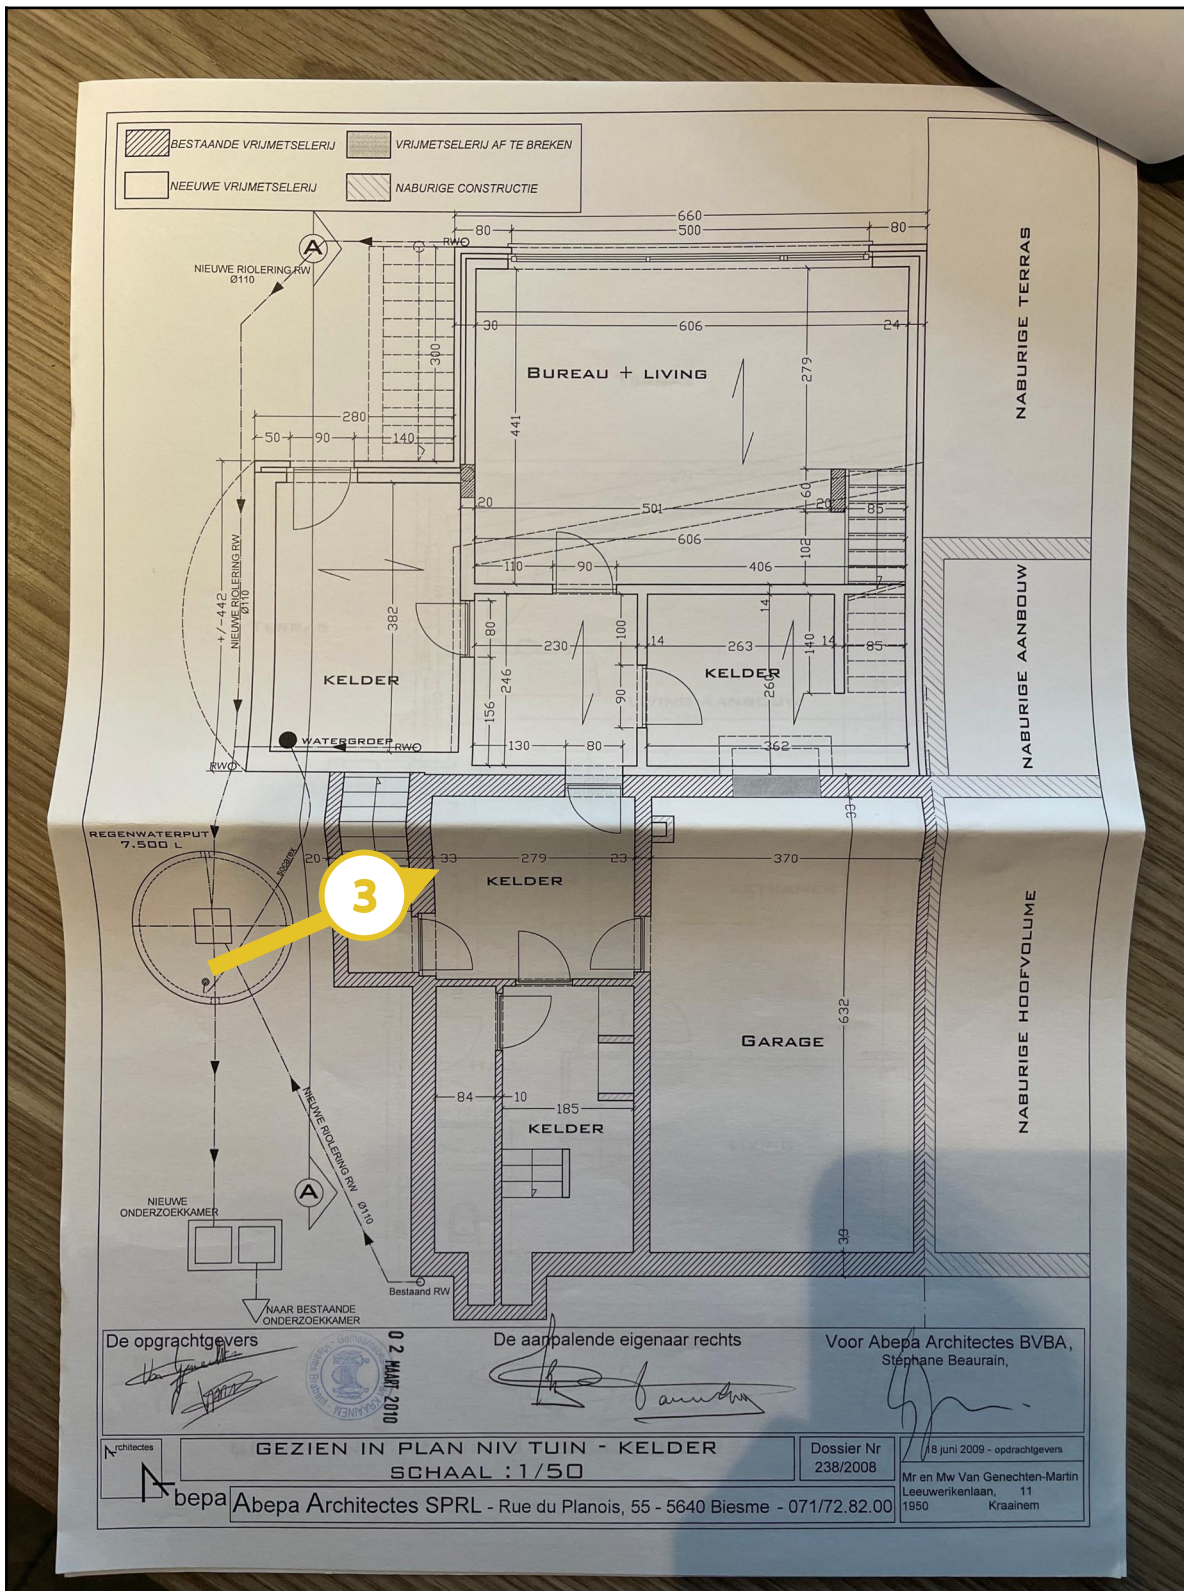 BESTAANDE VRIJMETSELERIJ
VRIJMETSELERIJ AF TE BREKEN
NEEUWE VRIJMETSELERIJ
NABURIGE CONSTRUCTIE
660
80 500 80
RWO
A
NIEUWE RIOLERING RW
Ø110
30 606 24
300
BUREAU + LIVING
279
441
280
50 90 140
NABURIGE TERRAS
20 501 20 60 85
606
102
110 90 406
+/-442
NIEUWE RIOLERING RW
Ø110
382
80
230
100
14
14 263 14
140
85
KELDER
KELDER
246
156
90
260
NABURIGE AANBOUW
WATERGROEP
RWO
130 80 362
RWO
REGENWATERPUT
7.500 L
socarex
20 33 279 23 370
33
KELDER
3
632
GARAGE
NABURIGE HOOFVOLUME
84 10 185
KELDER
NIEUWE RIOLERING RW Ø110
NIEUWE
ONDERZOEKKAMER
A
39
Bestaand RW
NAAR BESTAANDE
ONDERZOEKKAMER
De opgrachtgevers
02 MAART 2010
De aanpalende eigenaar rechts
Voor Abepa Architectes BVBA,
Stéphane Beaurain,
KRAAINEM
Architectes
Abepa
GEZIEN IN PLAN NIV TUIN - KELDER
SCHAAL : 1/50
Dossier Nr
238/2008
18 juni 2009 - opdrachtgevers
Abepa Architectes SPRL - Rue du Planois, 55 - 5640 Biesme - 071/72.82.00
Mr en Mw Van Genechten-Martin
Leeuwerikenlaan, 11
1950 Kraainem